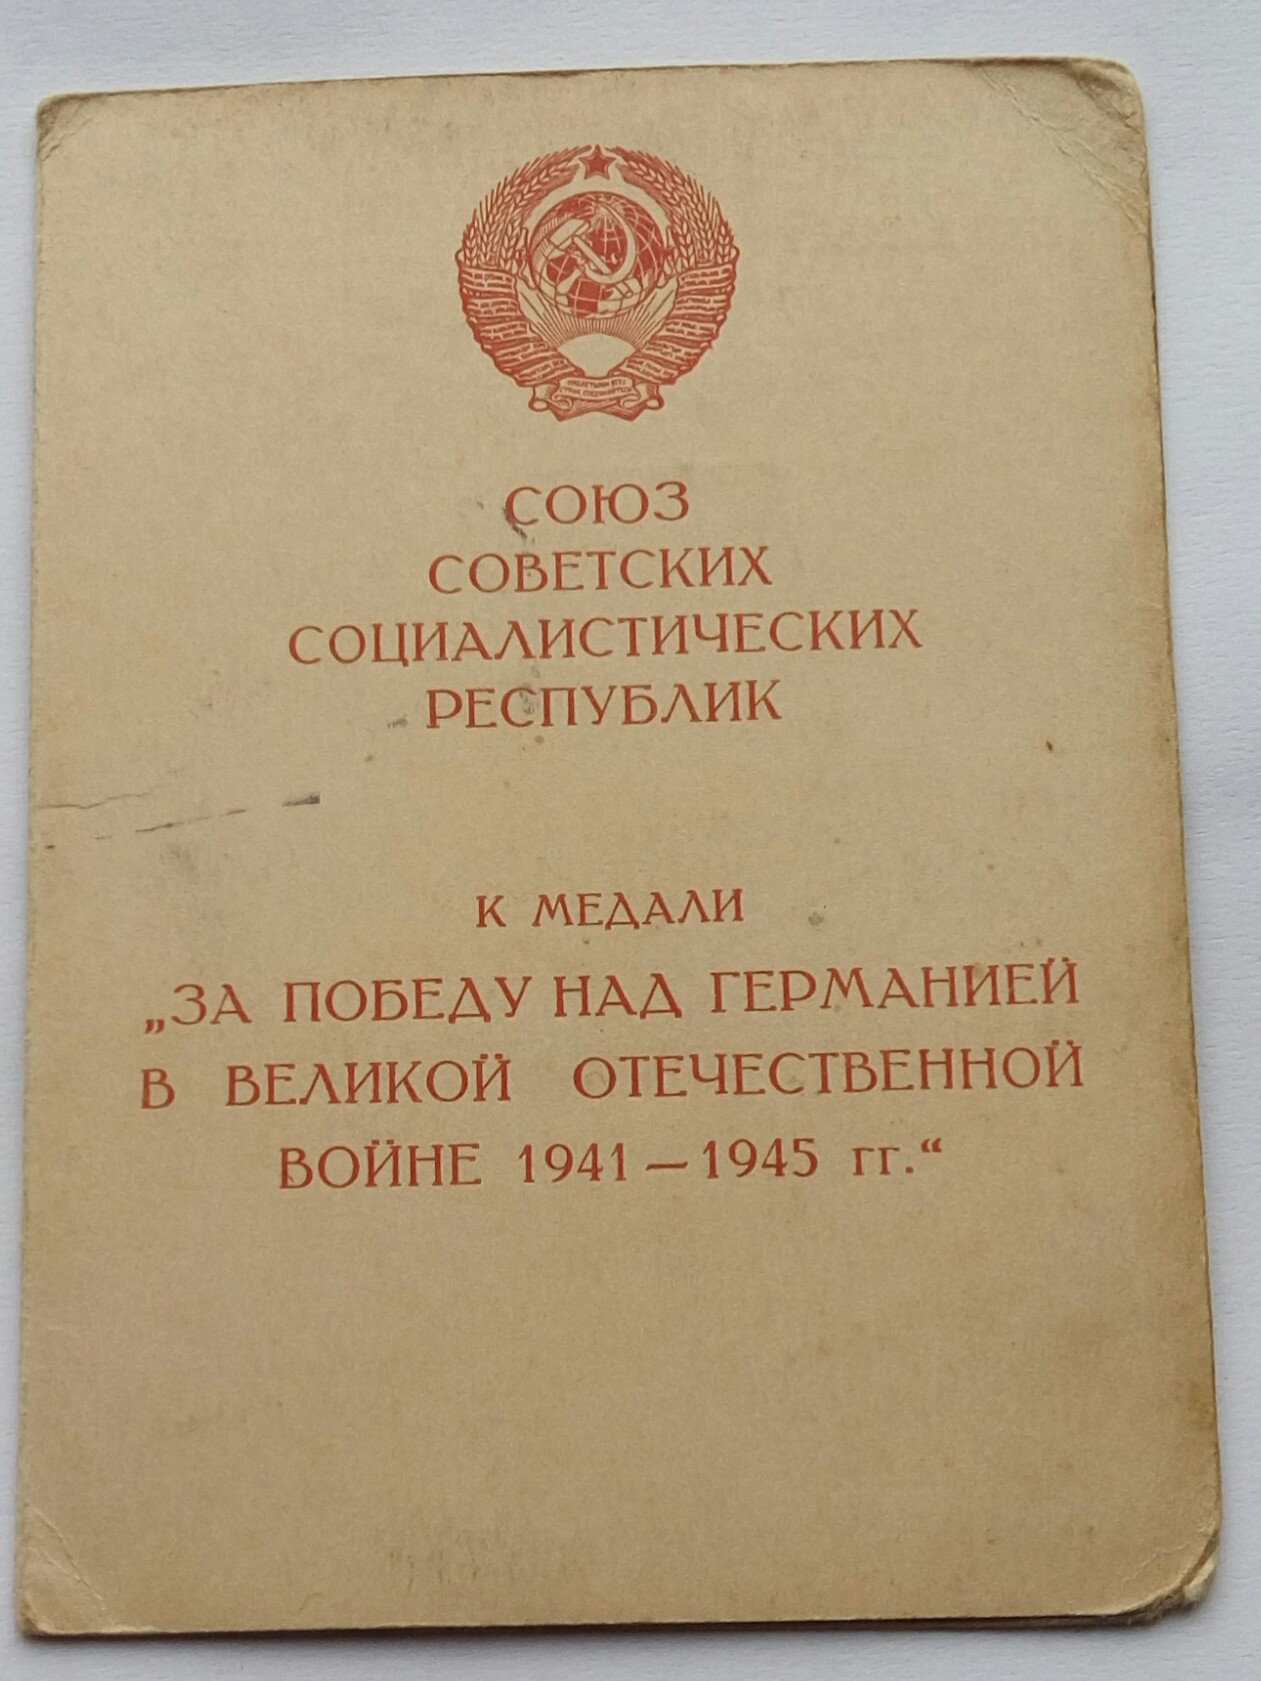 СОЮЗ
СОВЕТСКИХ
СОЦИАЛИСТИЧЕСКИХ
РЕСПУБЛИК
К МЕДАЛИ
„ЗА ПОБЕДУ НАД ГЕРМАНИЕЙ
В ВЕЛИКОЙ ОТЕЧЕСТВЕННОЙ
ВОЙНЕ 1941 — 1945 гг.“